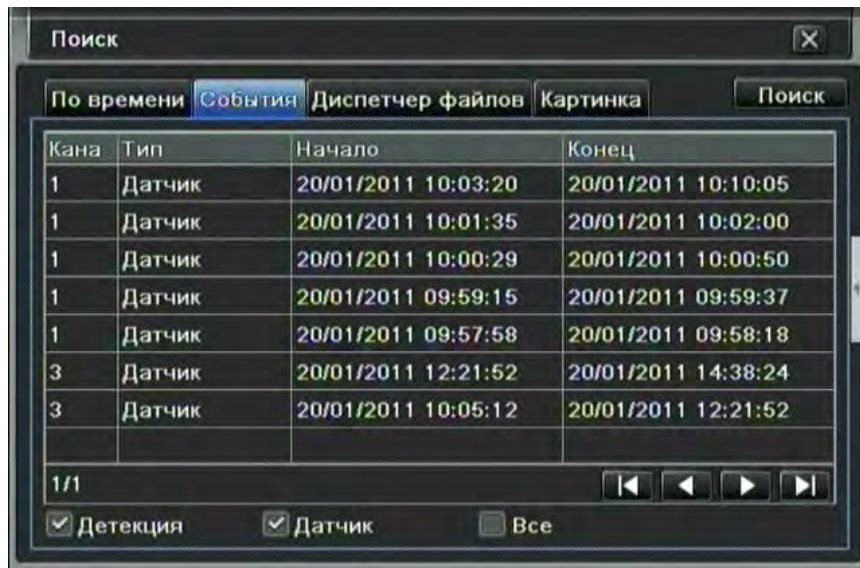 Поиск
По времени События Диспетчер файлов Картинка Поиск
Кана Тип Начало Конец
1 Датчик 20/01/2011 10:03:20 20/01/2011 10:10:05
1 Датчик 20/01/2011 10:01:35 20/01/2011 10:02:00
1 Датчик 20/01/2011 10:00:29 20/01/2011 10:00:50
1 Датчик 20/01/2011 09:59:15 20/01/2011 09:59:37
1 Датчик 20/01/2011 09:57:58 20/01/2011 09:58:18
3 Датчик 20/01/2011 12:21:52 20/01/2011 14:38:24
3 Датчик 20/01/2011 10:05:12 20/01/2011 12:21:52
1/1
Детекция Датчик Все